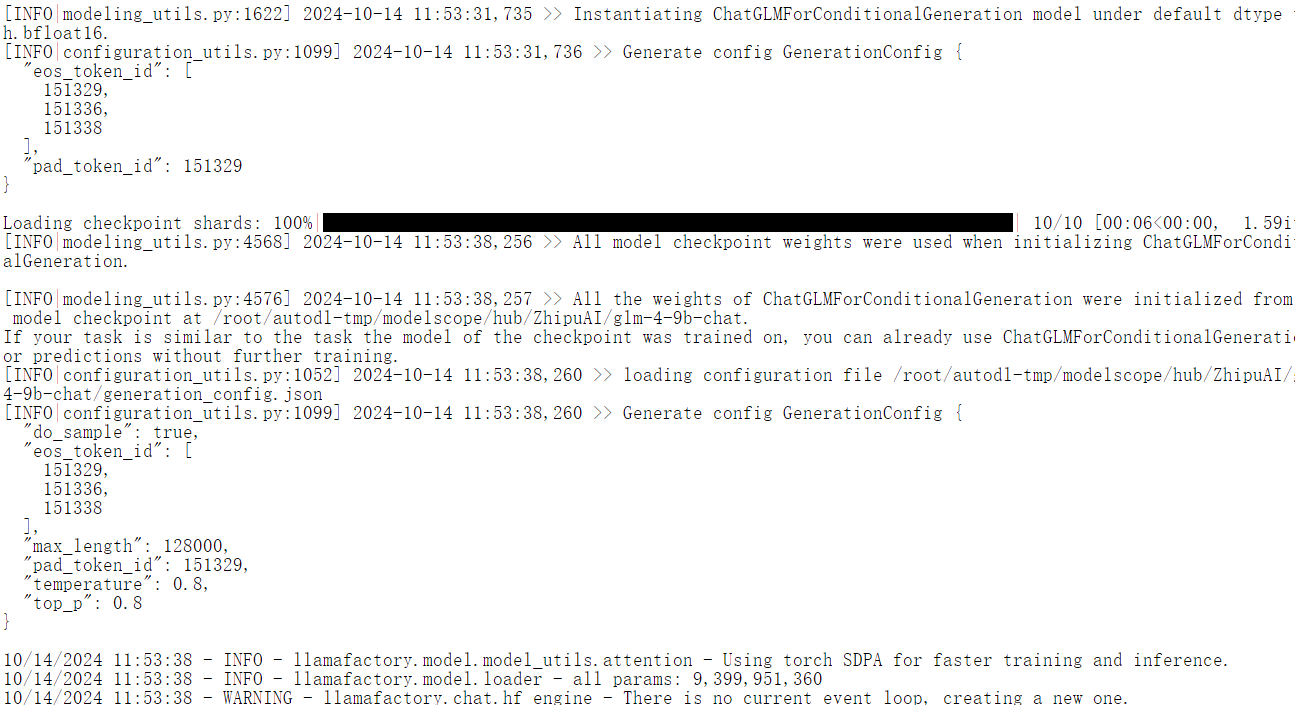 [INFO|modeling_utils.py:1622] 2024-10-14 11:53:31,735 >> Instantiating ChatGLMForConditionalGeneration model under default dtype
h.bfloat16.
[INFO|configuration_utils.py:1099] 2024-10-14 11:53:31,736 >> Generate config GenerationConfig {
  "eos_token_id": [
    151329,
    151336,
    151338
  ],
  "pad_token_id": 151329
}
Loading checkpoint shards: 100%| | 10/10 [00:06<00:00,  1.59i
[INFO|modeling_utils.py:4568] 2024-10-14 11:53:38,256 >> All model checkpoint weights were used when initializing ChatGLMForCondi
alGeneration.
[INFO|modeling_utils.py:4576] 2024-10-14 11:53:38,257 >> All the weights of ChatGLMForConditionalGeneration were initialized from
 model checkpoint at /root/autodl-tmp/modelscope/hub/ZhipuAI/glm-4-9b-chat.
If your task is similar to the task the model of the checkpoint was trained on, you can already use ChatGLMForConditionalGenerati
or predictions without further training.
[INFO|configuration_utils.py:1052] 2024-10-14 11:53:38,260 >> loading configuration file /root/autodl-tmp/modelscope/hub/ZhipuAI/
4-9b-chat/generation_config.json
[INFO|configuration_utils.py:1099] 2024-10-14 11:53:38,260 >> Generate config GenerationConfig {
  "do_sample": true,
  "eos_token_id": [
    151329,
    151336,
    151338
  ],
  "max_length": 128000,
  "pad_token_id": 151329,
  "temperature": 0.8,
  "top_p": 0.8
}
10/14/2024 11:53:38 - INFO - llamafactory.model.model_utils.attention - Using torch SDPA for faster training and inference.
10/14/2024 11:53:38 - INFO - llamafactory.model.loader - all params: 9,399,951,360
10/14/2024 11:53:38 - WARNING - llamafactory.chat.hf_engine - There is no current event loop, creating a new one.